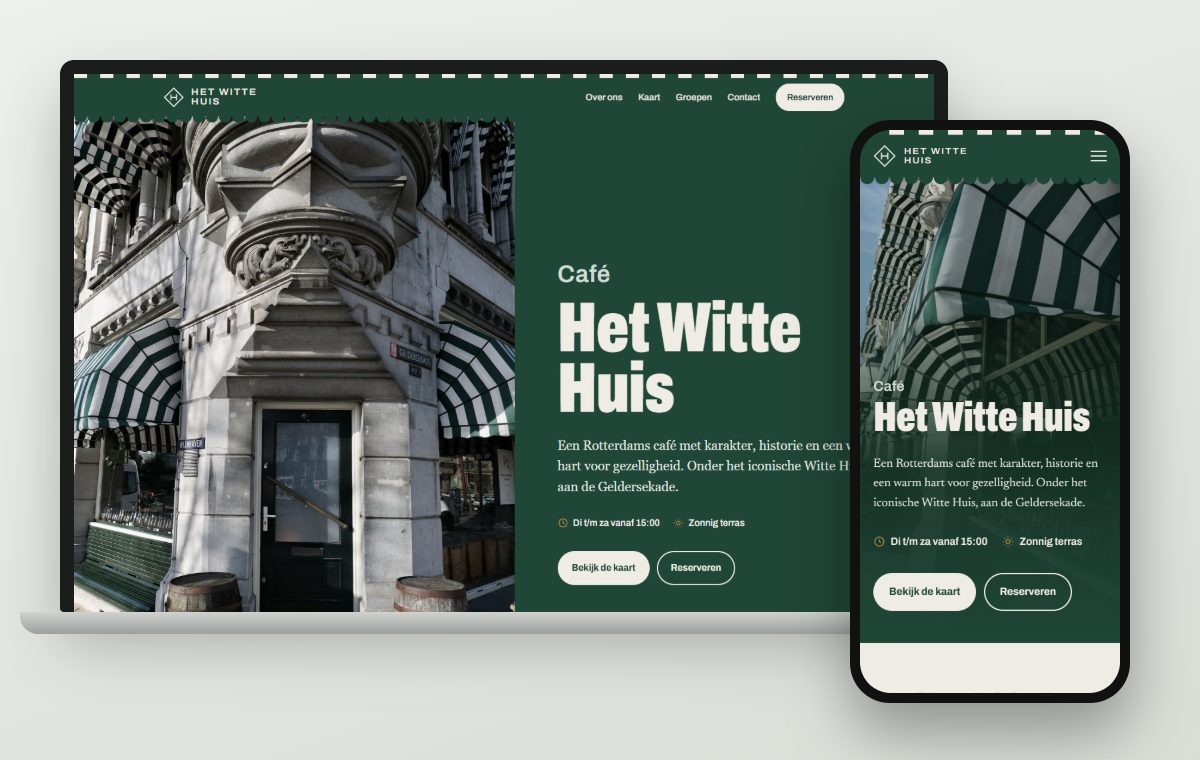 HET WITTE
HUIS
Over ons Kaart Groepen Contact Reserveren
GELDERSEKADE
Café
Het Witte
Huis
Een Rotterdams café met karakter, historie en een
hart voor gezelligheid. Onder het iconische Witte H
aan de Geldersekade.
Di t/m za vanaf 15:00 Zonnig terras
Bekijk de kaart Reserveren
HET WITTE
HUIS
Café
Het Witte Huis
Een Rotterdams café met karakter, historie en
een warm hart voor gezelligheid. Onder het
iconische Witte Huis, aan de Geldersekade.
Di t/m za vanaf 15:00 Zonnig terras
Bekijk de kaart Reserveren